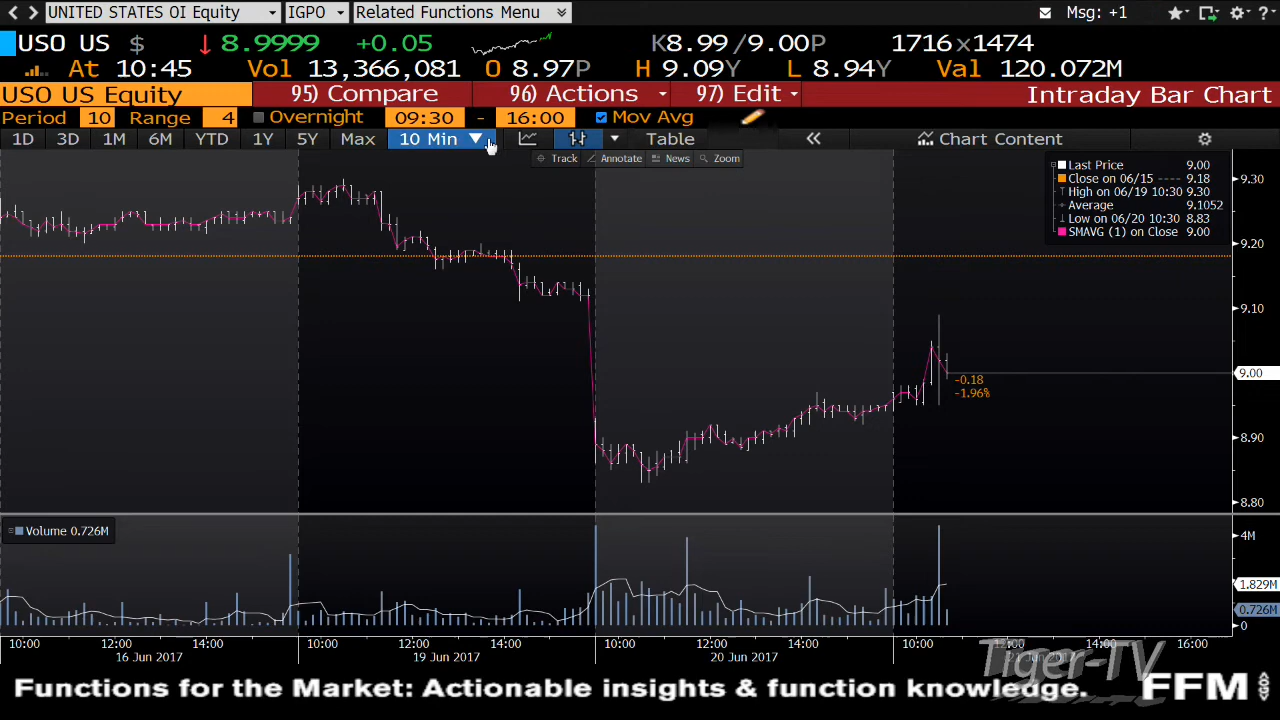 UNITED STATES OI Equity IGPO Related Functions Menu Msg: +1 ?
USO US $ 8.9999 +0.05 K8.99/9.00P 1716x1474
At 10:45 Vol 13,366,081 O 8.97P H 9.09Y L 8.94Y Val 120.072M
USO US Equity 95) Compare 96) Actions 97) Edit Intraday Bar Chart
Period 10 Range 4 Overnight 09:30 - 16:00 Mov Avg
1D 3D 1M 6M YTD 1Y 5Y Max 10 Min Table « Chart Content
Track Annotate News Zoom
Last Price 9.00
Close on 06/15 ---- 9.18
High on 06/19 10:30 9.30
Average 9.1052
Low on 06/20 10:30 8.83
SMAVG (1) on Close 9.00
9.30
9.20
9.10
9.00
-0.18
-1.96%
8.90
8.80
Volume 0.726M
4M
1.829M
0.726M
0
10:00 12:00 14:00 10:00 12:00 14:00 10:00 12:00 14:00 10:00 12:00 14:00 16:00
16 Jun 2017 19 Jun 2017 20 Jun 2017 21 Jun 2017
Tiger-TV
Functions for the Market: Actionable insights & function knowledge. FFM